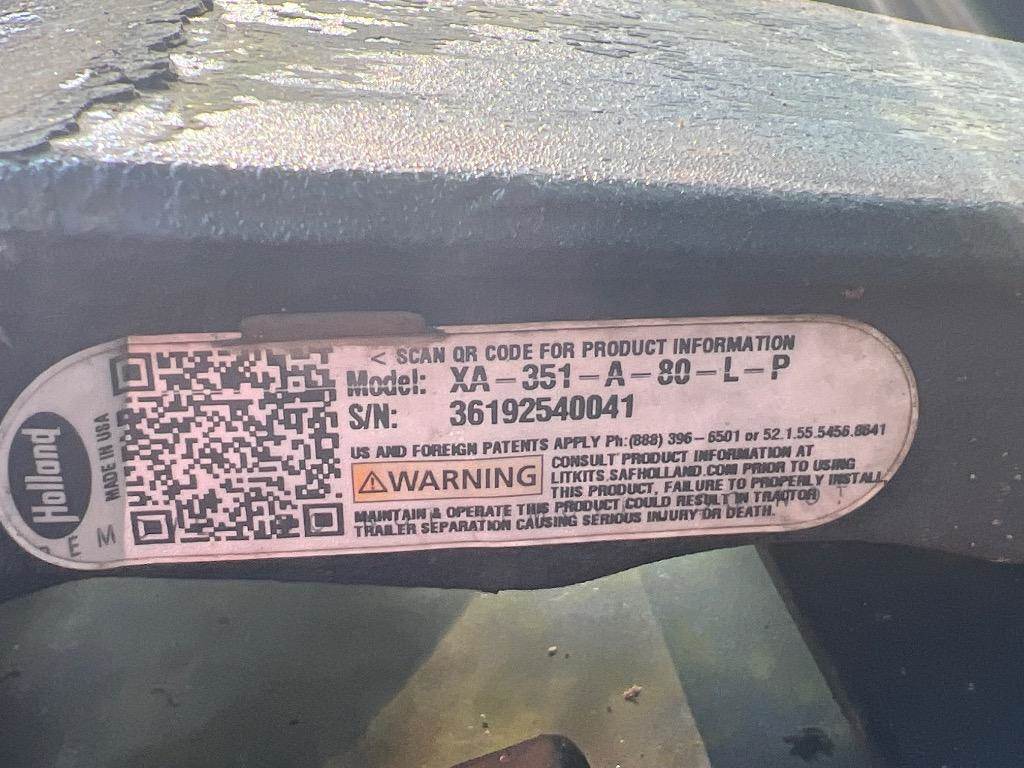 Holland
MADE IN USA
E M
< SCAN QR CODE FOR PRODUCT INFORMATION
Model: XA-351-A-80-L-P
S/N: 36192540041
US AND FOREIGN PATENTS APPLY Ph:(888) 396-6501 or 52.1.55.5456.8641
WARNING
CONSULT PRODUCT INFORMATION AT
LITKITS.SAFHOLLAND.COM PRIOR TO USING
THIS PRODUCT, FAILURE TO PROPERLY INSTALL,
MAINTAIN & OPERATE THIS PRODUCT COULD RESULT IN TRACTOR
TRAILER SEPARATION CAUSING SERIOUS INJURY OR DEATH.